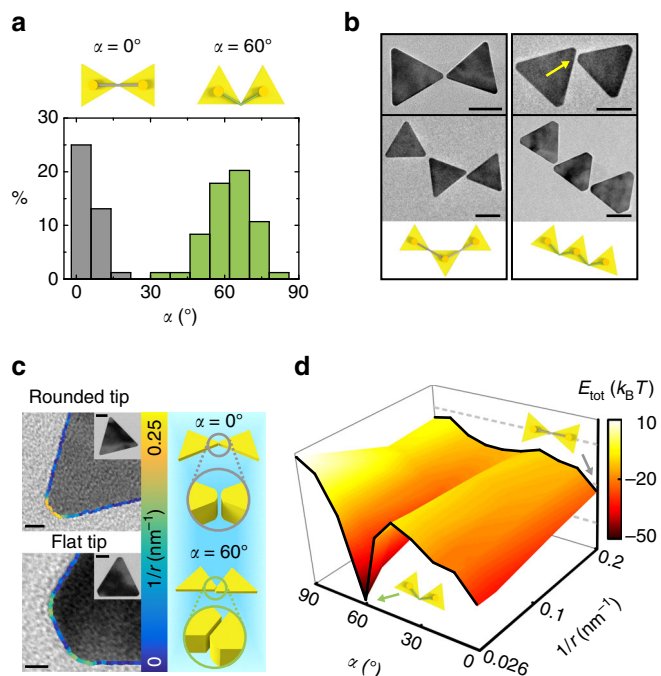 a
α = 0° α = 60°
30
20
10
0
%
0 30 60 90
α (°)
b
c
Rounded tip
Flat tip
0.25
1/r (nm⁻¹)
0
α = 0°
α = 60°
d
E_tot (k_BT)
10
−20
−50
0.2
0.1
0.026
1/r (nm⁻¹)
90
60
30
0
α (°)